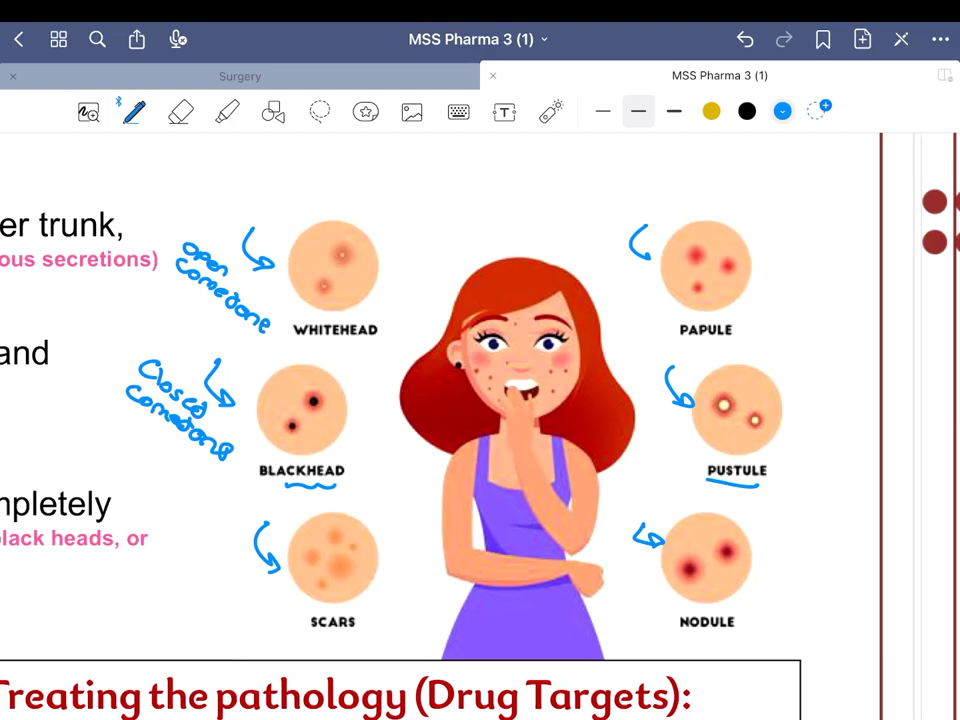 MSS Pharma 3 (1)
Surgery
MSS Pharma 3 (1)
er trunk,
ous secretions)
and
mpletely
lack heads, or
open
comedone
WHITEHEAD
Closed
comedone
BLACKHEAD
SCARS
PAPULE
PUSTULE
NODULE
Treating the pathology (Drug Targets):